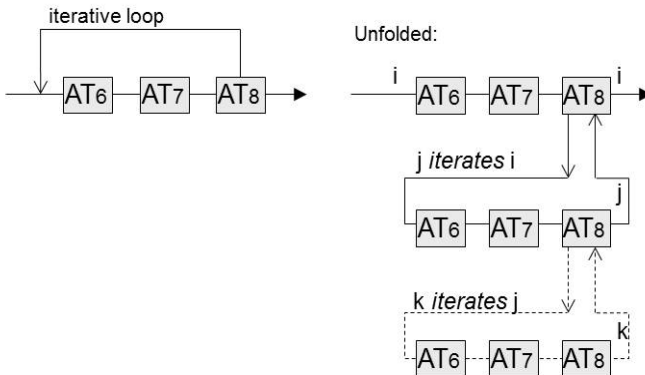 iterative loop
AT6 AT7 AT8
Unfolded:
i i
AT6 AT7 AT8
j iterates i
j
AT6 AT7 AT8
k iterates j
k
AT6 AT7 AT8